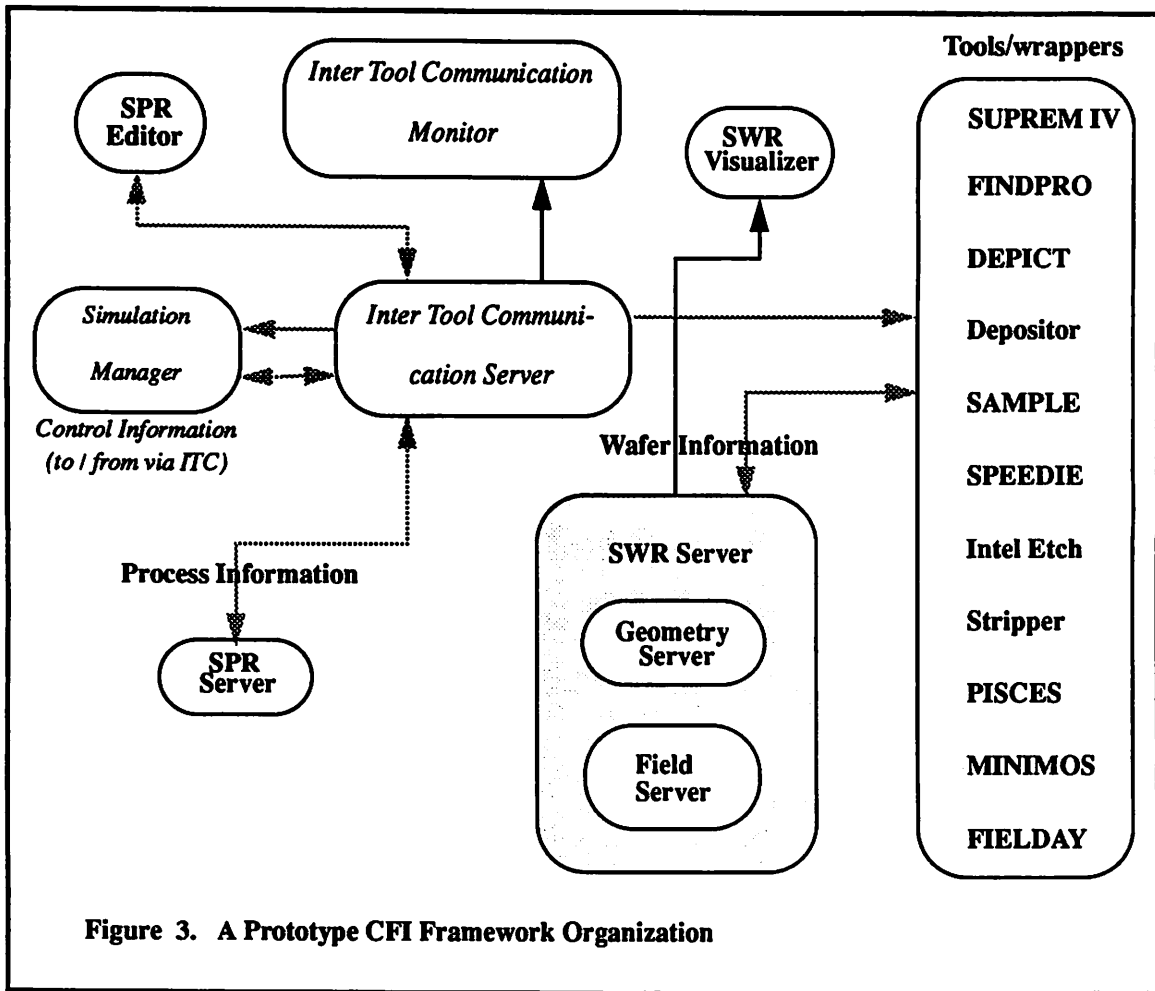 Tools/wrappers
Inter Tool Communication
Monitor
SPR
Editor
SWR
Visualizer
SUPREM IV
FINDPRO
DEPICT
Depositor
SAMPLE
SPEEDIE
Intel Etch
Stripper
PISCES
MINIMOS
FIELDAY
Simulation
Manager
Inter Tool Communi-
cation Server
Control Information
(to / from via ITC)
Wafer Information
Process Information
SPR
Server
SWR Server
Geometry
Server
Field
Server
Figure 3. A Prototype CFI Framework Organization